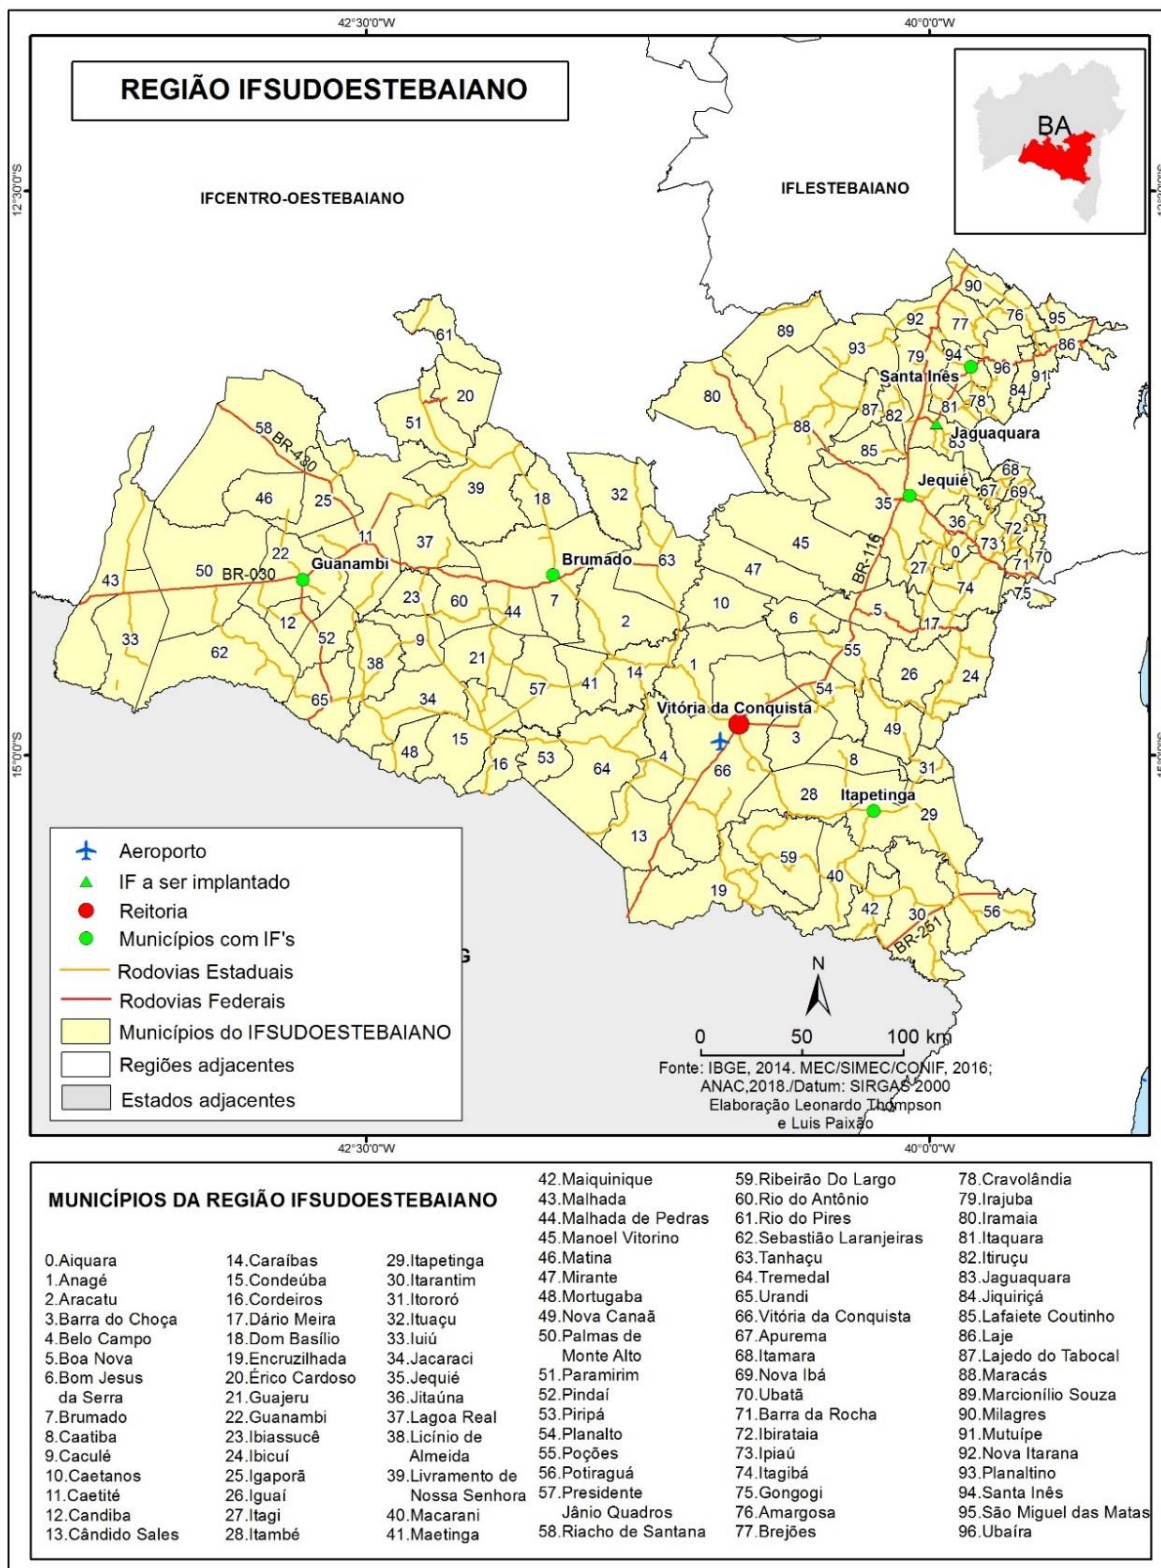 42°30'0"W
40°0'0"W
REGIÃO IFSUDOESTEBAIANO
BA
IFCENTRO-OESTEBAIANO
IFLESTEBAIANO
90
76
95
92
77
86
89
93
79
94
96
91
61
Santa Inês
84
78
80
20
87
82
81
51
88
Jaguaquara
83
58
BR-430
85
68
Jequié
67
69
39
18
32
35
46
25
36
72
11
37
45
0
73
22
Guanambi
Brumado
63
BR-116
70
71
50
BR-030
47
27
43
74
75
23
60
44
7
10
12
2
6
5
17
33
52
9
62
38
21
14
1
55
26
24
57
41
54
65
34
Vitória da Conquista
49
15
3
48
16
53
64
4
66
8
31
15°0'0"S
28
Itapetinga
29
13
59
40
19
42
30
56
BR-251
Aeroporto
IF a ser implantado
Reitoria
Municípios com IF's
Rodovias Estaduais
Rodovias Federais
Municípios do IFSUDOESTEBAIANO
Regiões adjacentes
Estados adjacentes
G
N
0 50 100 km
Fonte: IBGE, 2014. MEC/SIMEC/CONIF, 2016;
ANAC,2018./Datum: SIRGAS 2000
Elaboração Leonardo Thompson
e Luis Paixão
42°30'0"W
40°0'0"W
MUNICÍPIOS DA REGIÃO IFSUDOESTEBAIANO
0.Aiquara
1.Anagé
2.Aracatu
3.Barra do Choça
4.Belo Campo
5.Boa Nova
6.Bom Jesus
da Serra
7.Brumado
8.Caatiba
9.Caculé
10.Caetanos
11.Caetité
12.Candiba
13.Cândido Sales
14.Caraíbas
15.Condeúba
16.Cordeiros
17.Dário Meira
18.Dom Basílio
19.Encruzilhada
20.Érico Cardoso
21.Guajeru
22.Guanambi
23.Ibiassucê
24.Ibicuí
25.Igaporã
26.Iguaí
27.Itagi
28.Itambé
29.Itapetinga
30.Itarantim
31.Itororó
32.Ituaçu
33.Iuiú
34.Jacaraci
35.Jequié
36.Jitaúna
37.Lagoa Real
38.Licínio de
Almeida
39.Livramento de
Nossa Senhora
40.Macarani
41.Maetinga
42.Maiquinique
43.Malhada
44.Malhada de Pedras
45.Manoel Vitorino
46.Matina
47.Mirante
48.Mortugaba
49.Nova Canaã
50.Palmas de
Monte Alto
51.Paramirim
52.Pindaí
53.Piripá
54.Planalto
55.Poções
56.Potiraguá
57.Presidente
Jânio Quadros
58.Riacho de Santana
59.Ribeirão Do Largo
60.Rio do Antônio
61.Rio do Pires
62.Sebastião Laranjeiras
63.Tanhaçu
64.Tremedal
65.Urandi
66.Vitória da Conquista
67.Apurema
68.Itamara
69.Nova Ibá
70.Ubatã
71.Barra da Rocha
72.Ibirataia
73.Ipiaú
74.Itagibá
75.Gongogi
76.Amargosa
77.Brejões
78.Cravolândia
79.Irajuba
80.Iramaia
81.Itaquara
82.Itiruçu
83.Jaguaquara
84.Jiquiriçá
85.Lafaiete Coutinho
86.Laje
87.Lajedo do Tabocal
88.Maracás
89.Marcionílio Souza
90.Milagres
91.Mutuípe
92.Nova Itarana
93.Planaltino
94.Santa Inês
95.São Miguel das Matas
96.Ubaíra